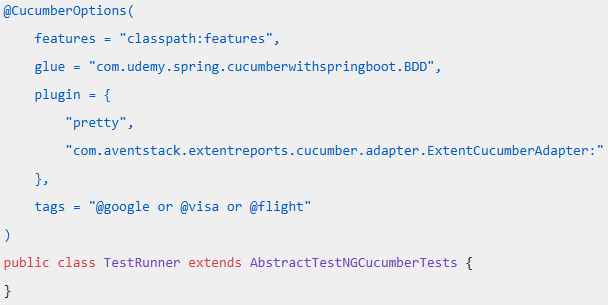 @CucumberOptions(
    features = "classpath:features",
    glue = "com.udemy.spring.cucumberwithspringboot.BDD",
    plugin = {
        "pretty",
        "com.aventstack.extentreports.cucumber.adapter.ExtentCucumberAdapter:"
    },
    tags = "@google or @visa or @flight"
)
public class TestRunner extends AbstractTestNGCucumberTests {
}